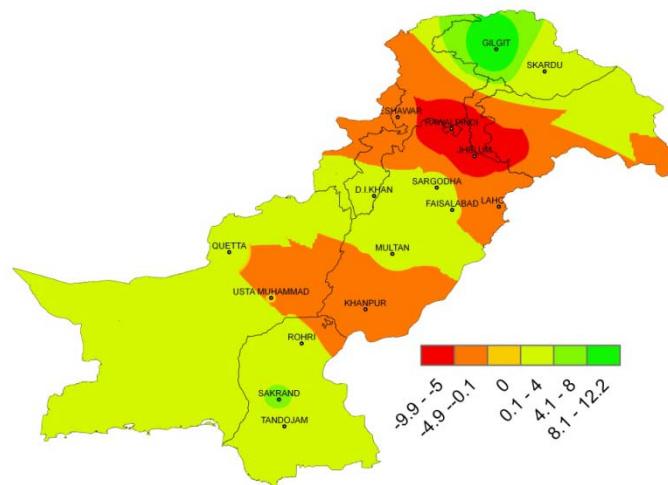 GILGIT
SKARDU
ESHAWAR
RAWALPINDI
JHELUM
SARGODHA
D.I.KHAN
FAISALABAD
LAHO
MULTAN
QUETTA
USTA MUHAMMAD
KHANPUR
ROHRI
SAKRAND
TANDOJAM
-9.9 - -5
-4.9 - -0.1
0
0.1 - 4
4.1 - 8
8.1 - 12.2